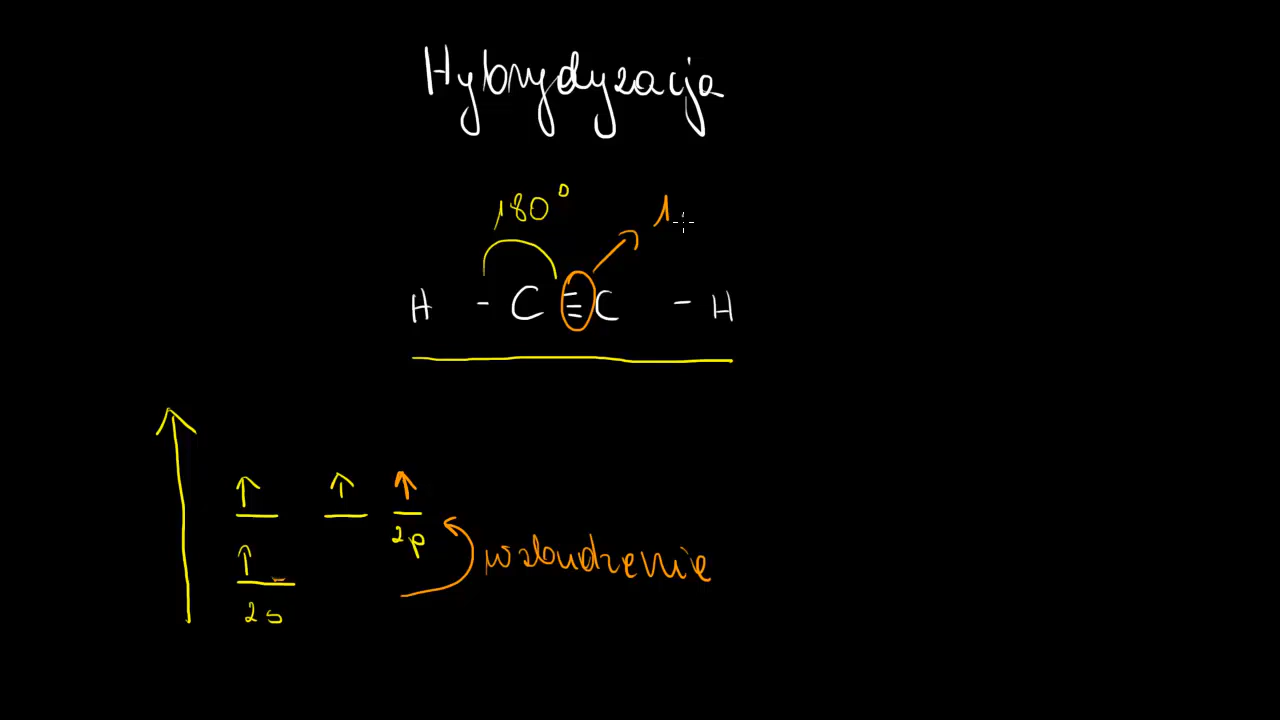 Hybrydyzacja
180°
1
H - C ≡ C - H
2p
wzbudzenie
2s